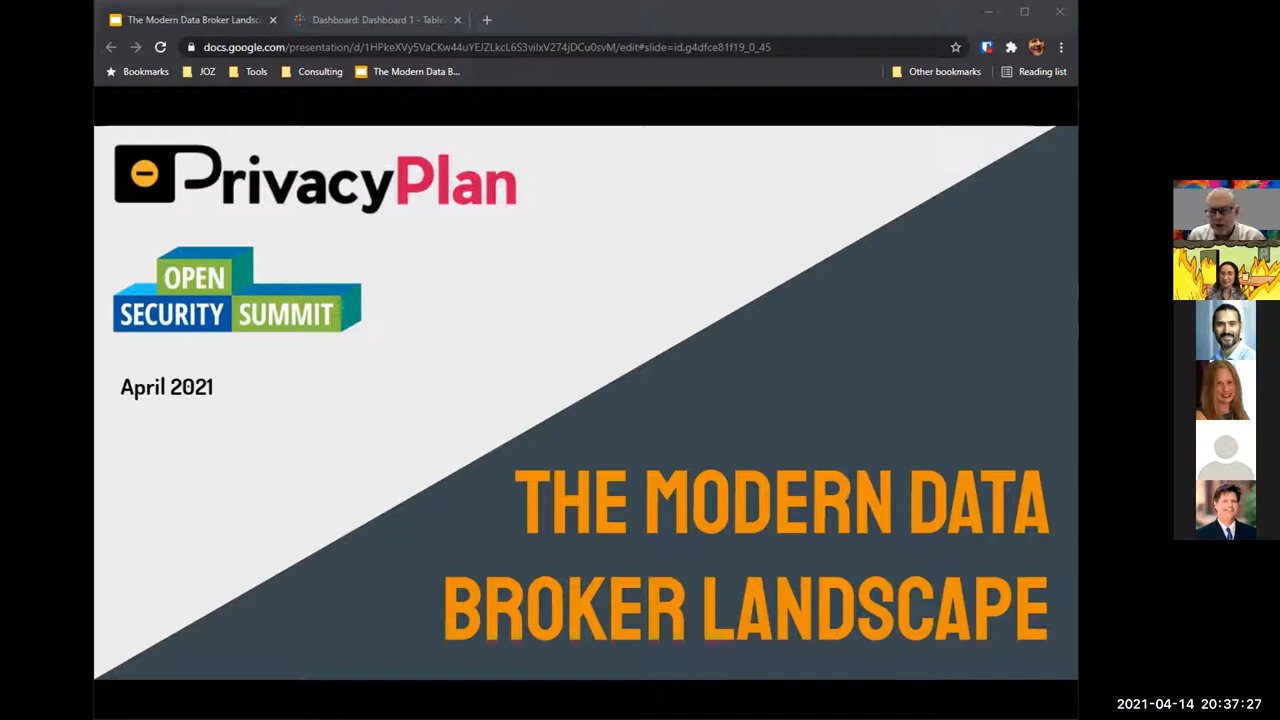 The Modern Data Broker Landsc
Dashboard: Dashboard 1 - Table
docs.google.com/presentation/d/1HPkeXVy5VaCKw44uYEJZLkcL6S3vilxV274jDCu0svM/edit#slide=id.g4dfce81f19_0_45
Bookmarks JOZ Tools Consulting The Modern Data B... Other bookmarks Reading list
PrivacyPlan
OPEN
SECURITY SUMMIT
April 2021
THE MODERN DATA
BROKER LANDSCAPE
2021-04-14 20:37:27